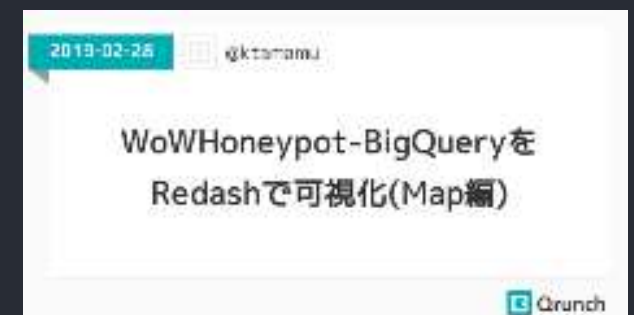 2019-02-28
@ktamamu
WoWHoneypot-BigQueryを
Redashで可視化(Map編)
Qrunch